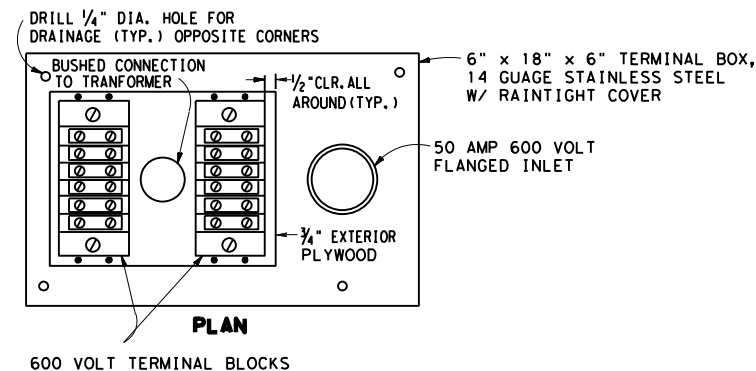 DRILL 1/4" DIA. HOLE FOR
DRAINAGE (TYP.) OPPOSITE CORNERS
BUSHED CONNECTION
TO TRANFORMER
1/2"CLR. ALL
AROUND (TYP.)
6" x 18" x 6" TERMINAL BOX,
14 GUAGE STAINLESS STEEL
W/ RAINTIGHT COVER
50 AMP 600 VOLT
FLANGED INLET
3/4" EXTERIOR
PLYWOOD
PLAN
600 VOLT TERMINAL BLOCKS